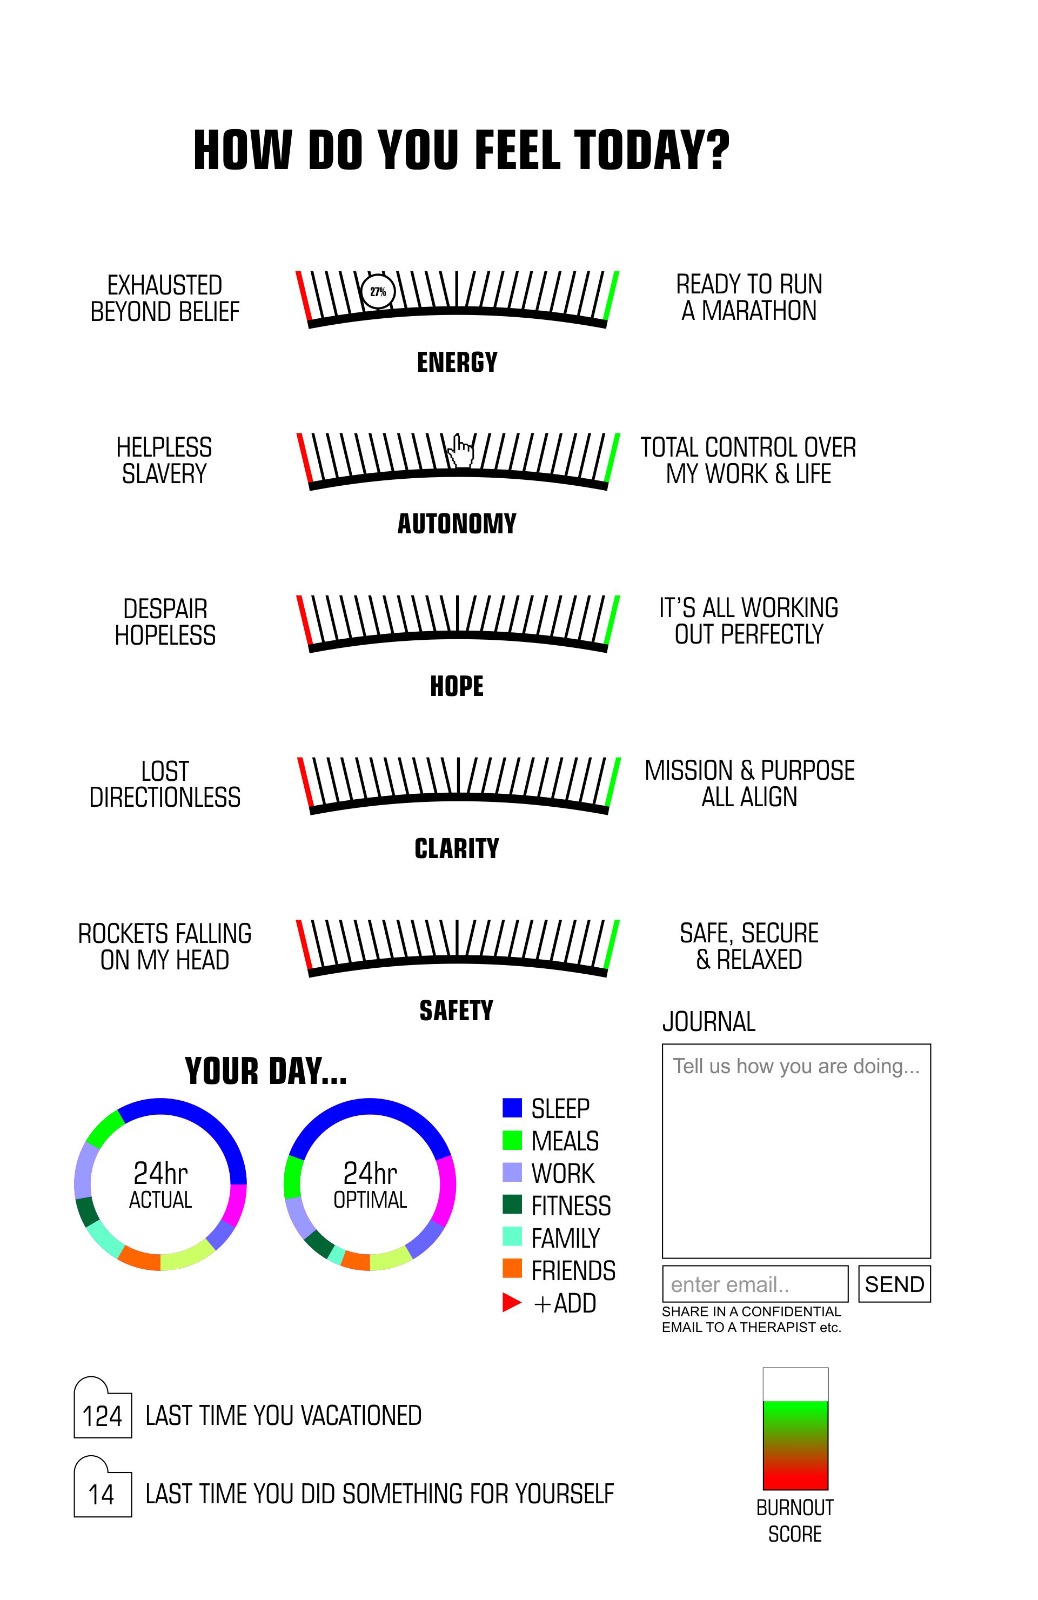 HOW DO YOU FEEL TODAY?
EXHAUSTED
BEYOND BELIEF
27%
READY TO RUN
A MARATHON
ENERGY
HELPLESS
SLAVERY
TOTAL CONTROL OVER
MY WORK & LIFE
AUTONOMY
DESPAIR
HOPELESS
IT'S ALL WORKING
OUT PERFECTLY
HOPE
LOST
DIRECTIONLESS
MISSION & PURPOSE
ALL ALIGN
CLARITY
ROCKETS FALLING
ON MY HEAD
SAFE, SECURE
& RELAXED
SAFETY
YOUR DAY...
24hr
ACTUAL
24hr
OPTIMAL
SLEEP
MEALS
WORK
FITNESS
FAMILY
FRIENDS
+ADD
JOURNAL
Tell us how you are doing...
enter email..
SEND
SHARE IN A CONFIDENTIAL
EMAIL TO A THERAPIST etc.
124 LAST TIME YOU VACATIONED
14 LAST TIME YOU DID SOMETHING FOR YOURSELF
BURNOUT
SCORE